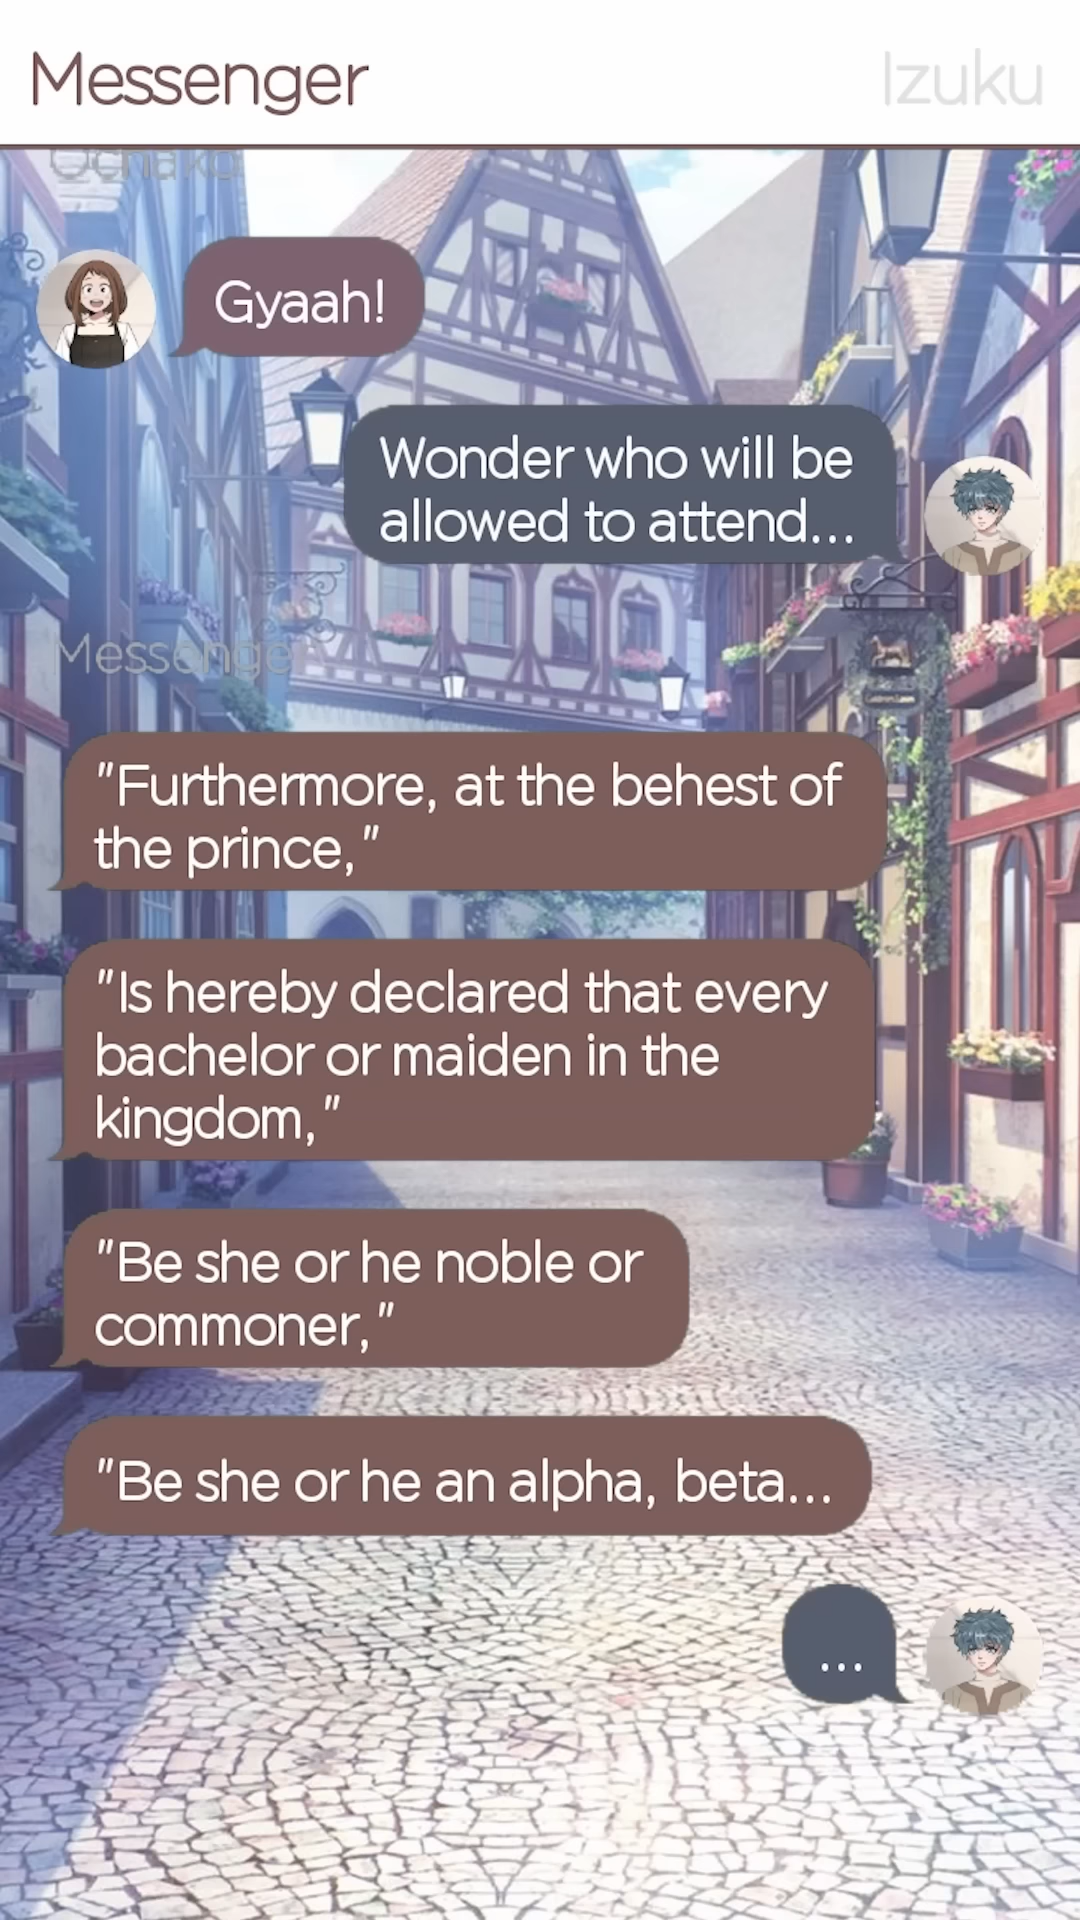 Messenger
Izuku
Ochako
Gyaah!
Wonder who will be
allowed to attend...
Messenger
"Furthermore, at the behest of
the prince,"
"Is hereby declared that every
bachelor or maiden in the
kingdom,"
"Be she or he noble or
commoner,"
"Be she or he an alpha, beta...
...